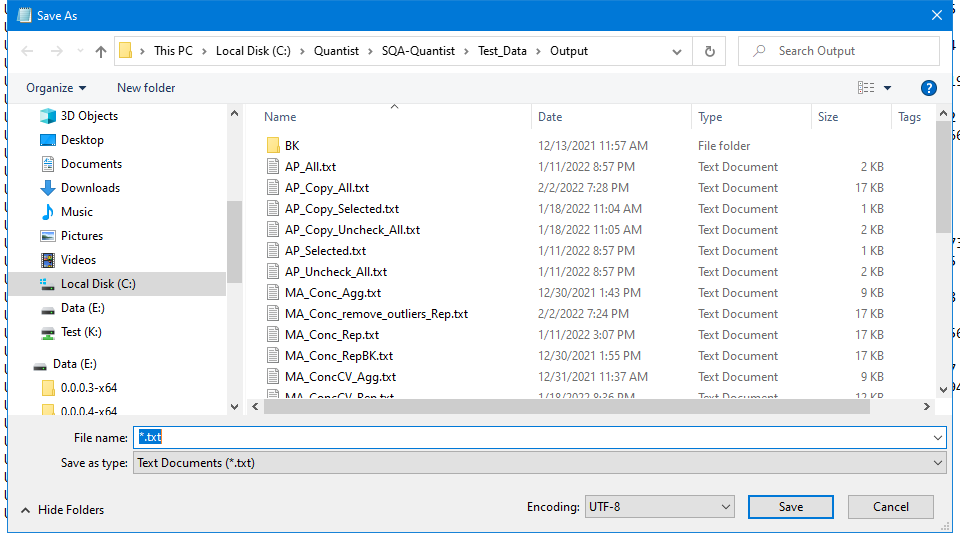 Save As
This PC > Local Disk (C:) > Quantist > SQA-Quantist > Test_Data > Output
Search Output
Organize
New folder
?
Name Date Type Size Tags
3D Objects
Desktop
Documents
Downloads
Music
Pictures
Videos
Local Disk (C:)
Data (E:)
Test (K:)
Data (E:)
0.0.0.3-x64
0.0.0.4-x64
BK 12/13/2021 11:57 AM File folder
AP_All.txt 1/11/2022 8:57 PM Text Document 2 KB
AP_Copy_All.txt 2/2/2022 7:28 PM Text Document 17 KB
AP_Copy_Selected.txt 1/18/2022 11:04 AM Text Document 1 KB
AP_Copy_Uncheck_All.txt 1/18/2022 11:05 AM Text Document 2 KB
AP_Selected.txt 1/11/2022 8:57 PM Text Document 1 KB
AP_Uncheck_All.txt 1/11/2022 8:57 PM Text Document 2 KB
MA_Conc_Agg.txt 12/30/2021 1:43 PM Text Document 9 KB
MA_Conc_remove_outliers_Rep.txt 2/2/2022 7:24 PM Text Document 17 KB
MA_Conc_Rep.txt 1/11/2022 3:07 PM Text Document 17 KB
MA_Conc_RepBK.txt 12/30/2021 1:55 PM Text Document 17 KB
MA_ConcCV_Agg.txt 12/31/2021 11:37 AM Text Document 9 KB
MA_ConcCV_Rep.txt 1/18/2022 8:36 PM Text Document 12 KB
File name: *.txt
Save as type: Text Documents (*.txt)
Hide Folders
Encoding: UTF-8
Save
Cancel